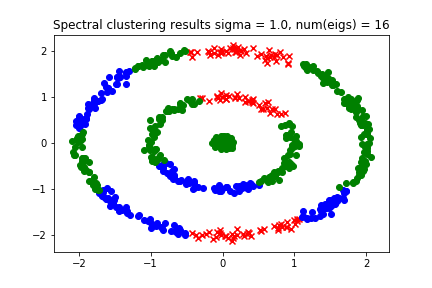 Spectral clustering results sigma = 1.0, num(eigs) = 16
2
1
0
−1
−2
−2 −1 0 1 2